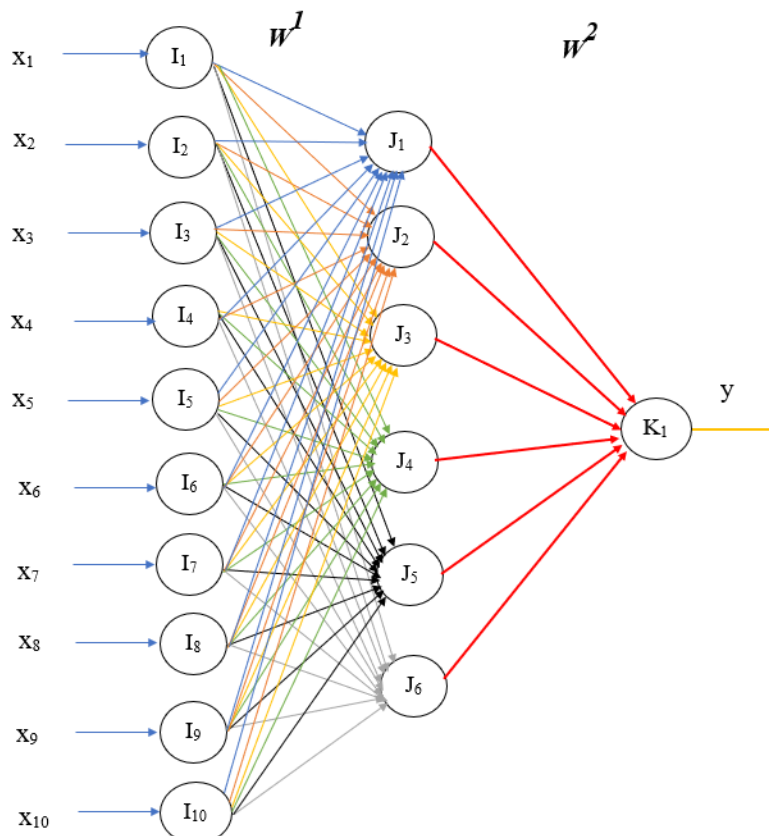 W¹ W²
x₁ I₁
x₂ I₂ J₁
x₃ I₃ J₂
x₄ I₄ J₃
x₅ I₅ y
K₁
x₆ I₆ J₄
x₇ I₇ J₅
x₈ I₈ J₆
x₉ I₉
x₁₀ I₁₀